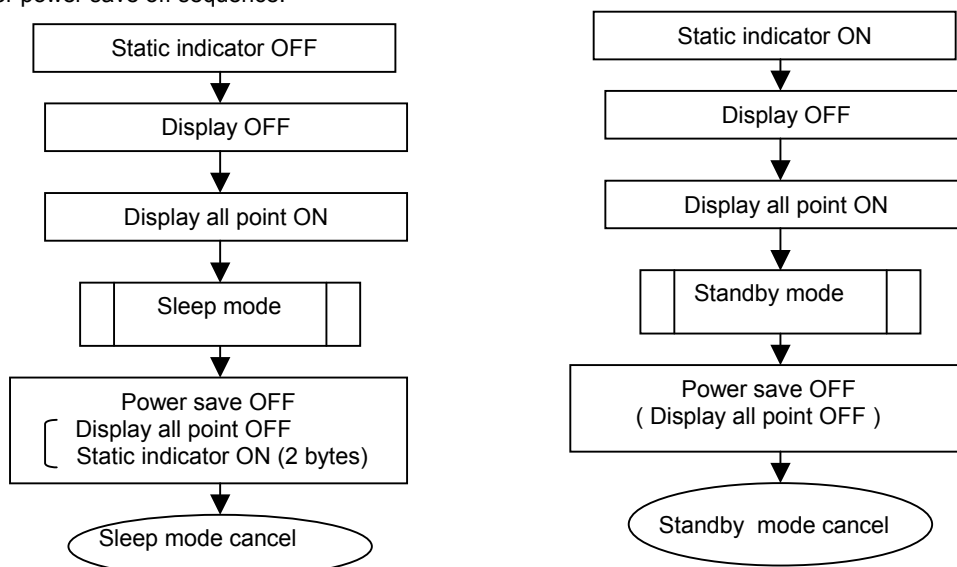 power save off sequence.
Static indicator OFF
Display OFF
Display all point ON
Sleep mode
Power save OFF
Display all point OFF
Static indicator ON (2 bytes)
Sleep mode cancel
Static indicator ON
Display OFF
Display all point ON
Standby mode
Power save OFF
( Display all point OFF )
Standby mode cancel